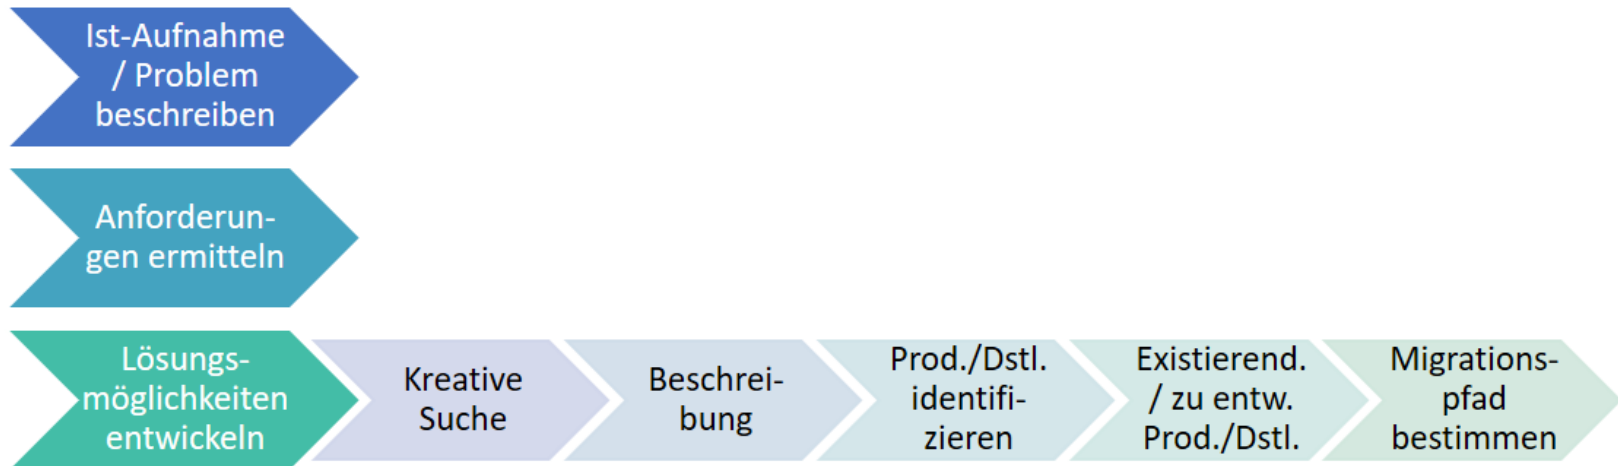 Ist-Aufnahme
/ Problem
beschreiben
Anforderun-
gen ermitteln
Lösungs-
möglichkeiten
entwickeln
Kreative
Suche
Beschrei-
bung
Prod./Dstl.
identifi-
zieren
Existierend.
/ zu entw.
Prod./Dstl.
Migrations-
pfad
bestimmen